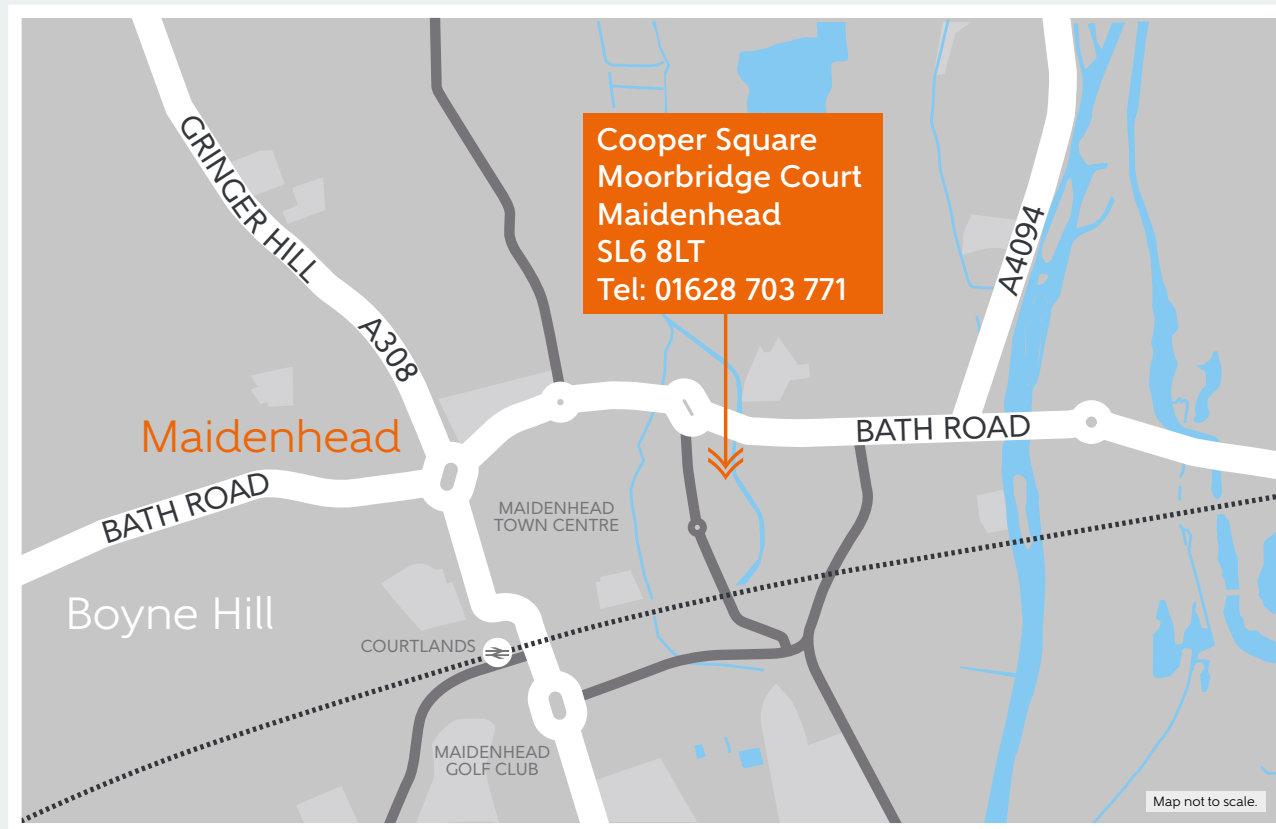 Cooper Square
Moorbridge Court
Maidenhead
SL6 8LT
Tel: 01628 703 771
GRINGER HILL
A308
A4094
Maidenhead
BATH ROAD
BATH ROAD
MAIDENHEAD
TOWN CENTRE
Boyne Hill
COURTLANDS
MAIDENHEAD
GOLF CLUB
Map not to scale.